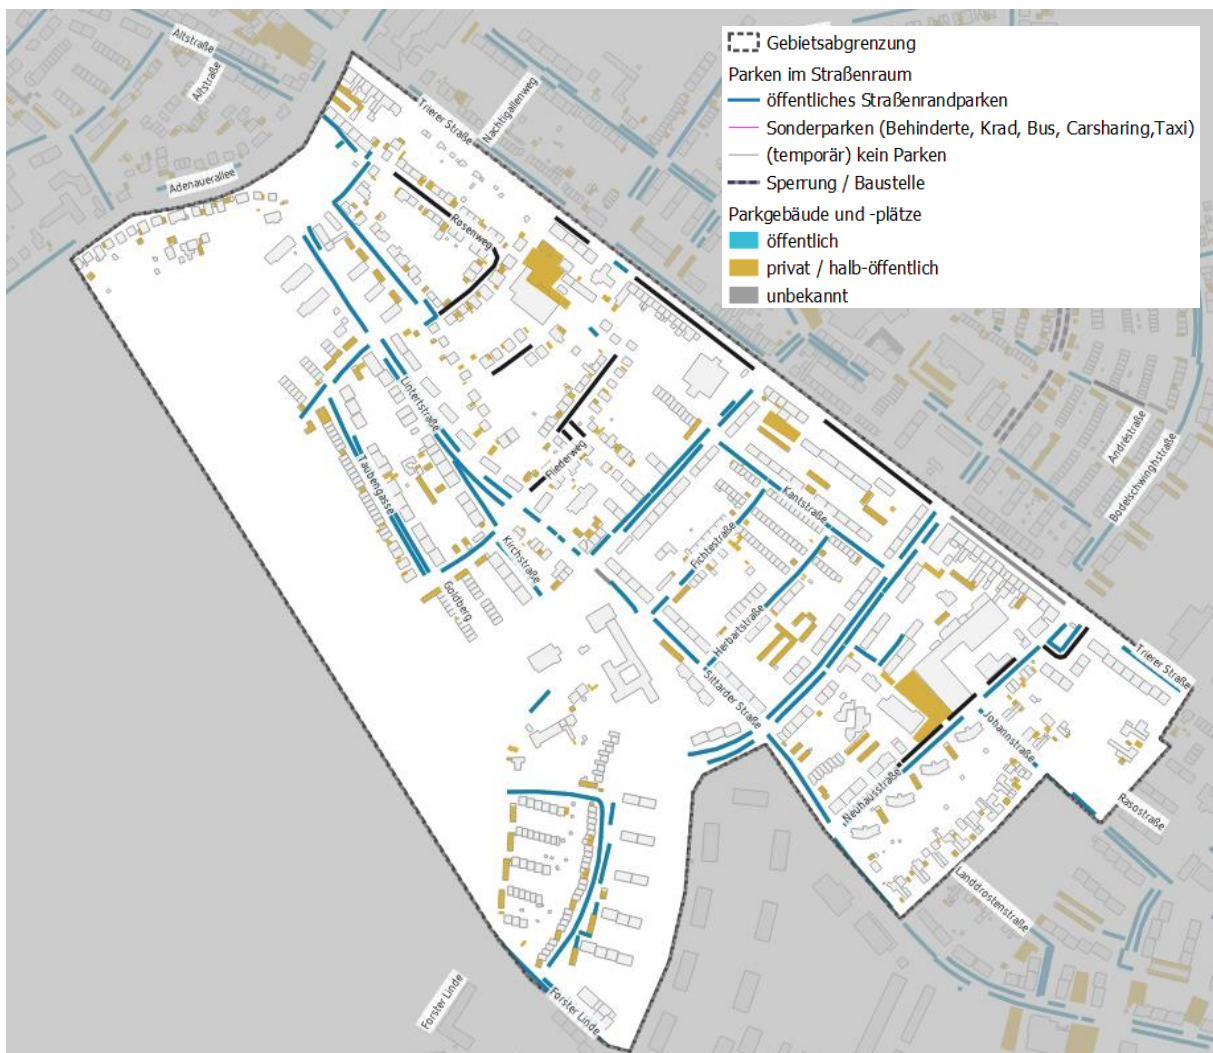 Gebietsabgrenzung
Parken im Straßenraum
öffentliches Straßenrandparken
Sonderparken (Behinderte, Krad, Bus, Carsharing,Taxi)
(temporär) kein Parken
Sperrung / Baustelle
Parkgebäude und -plätze
öffentlich
privat / halb-öffentlich
unbekannt
Altstraße
Altstraße
Trierer Straße
Nachtigallenweg
Adenauerallee
Rosenweg
Lintertstraße
Taubengasse
Fliederweg
Kirchstraße
Goldberg
Kantstraße
Fichtestraße
Herbartstraße
Sittarder Straße
Andréstraße
Bodelschwinghstraße
Trierer Straße
Johannstraße
Neuhausstraße
Rasostraße
Landdrostenstraße
Forster Linde
Forster Linde